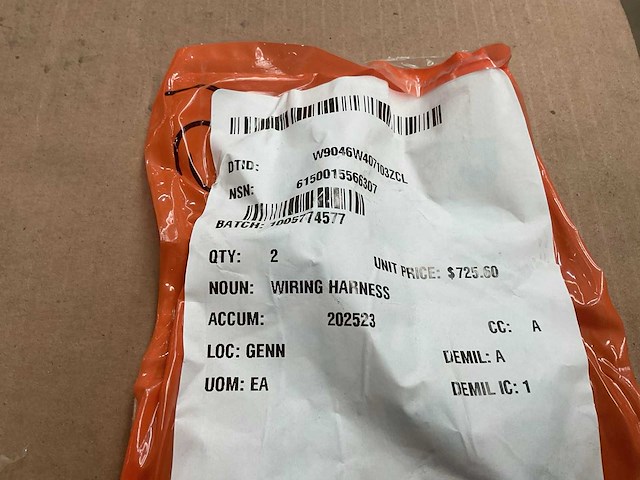 DTID: W9046W407103ZCL
NSN: 6150015566307
BATCH: 1005774577
QTY: 2 UNIT PRICE: $725.60
NOUN: WIRING HARNESS
ACCUM: 202523 CC: A
LOC: GENN DEMIL: A
UOM: EA DEMIL IC: 1